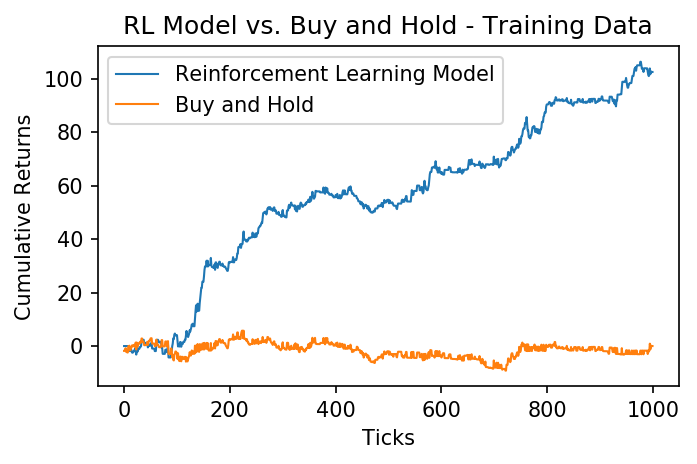 RL Model vs. Buy and Hold - Training Data
Reinforcement Learning Model
Buy and Hold
Cumulative Returns
100
80
60
40
20
0
0 200 400 600 800 1000
Ticks